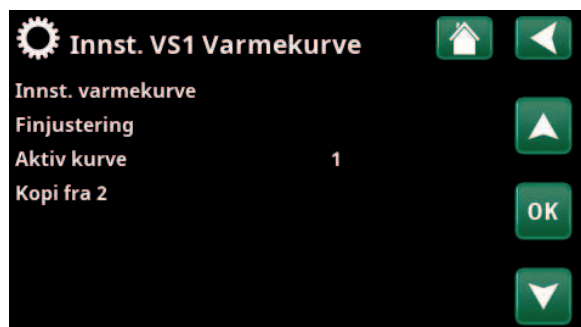 Innst. VS1 Varmekurve
Innst. varmekurve
Finjustering
Aktiv kurve 1
Kopi fra 2
OK